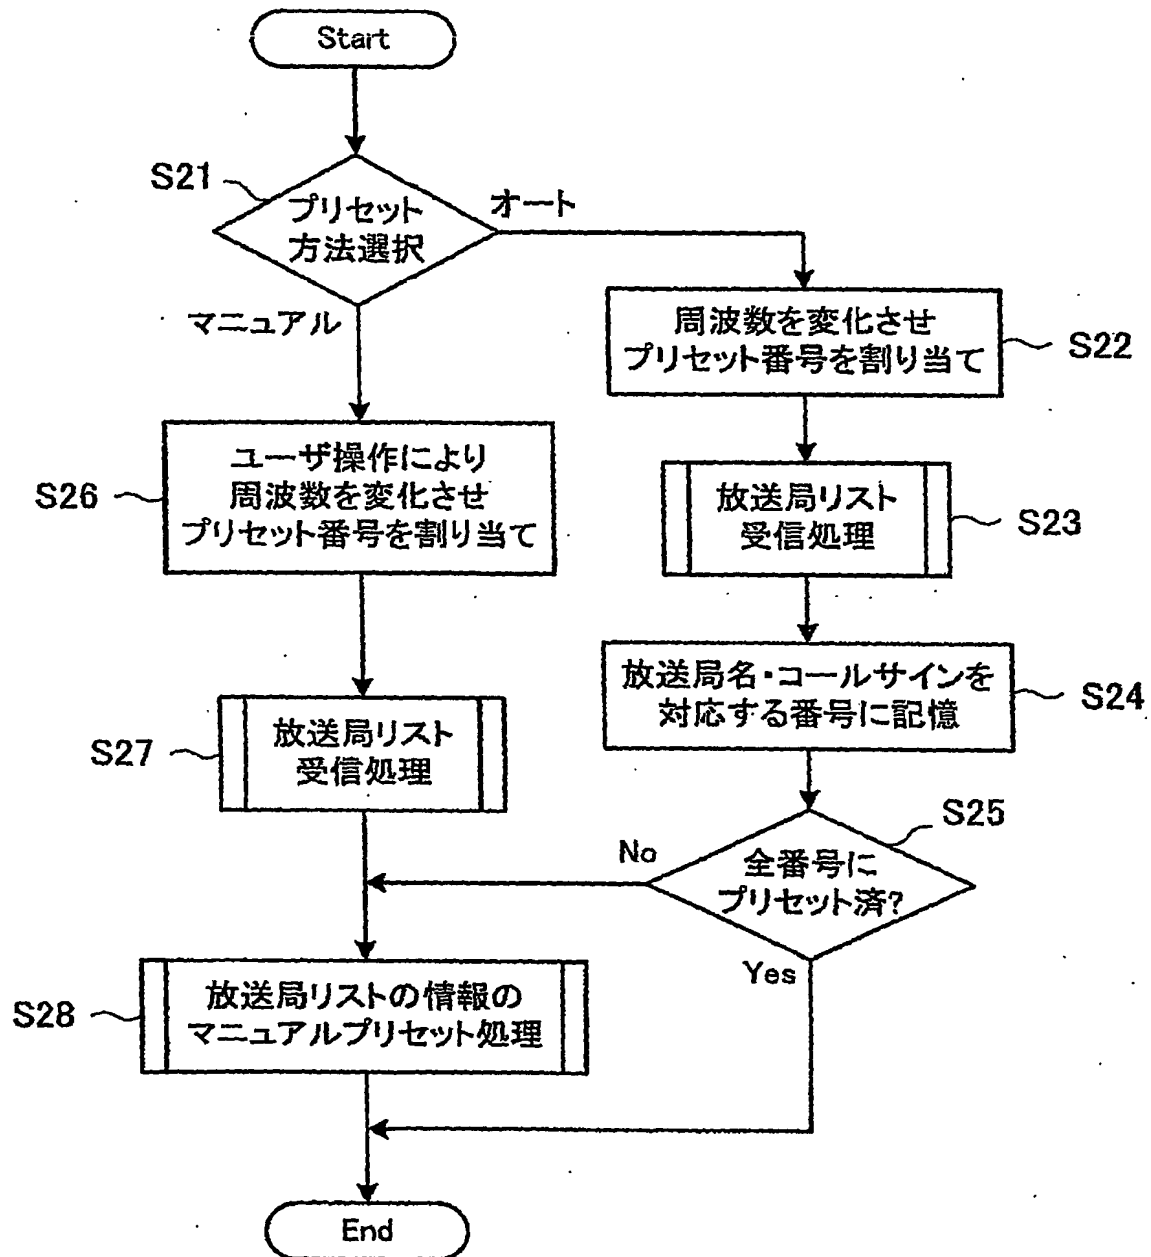 Start
S21
プリセット
方法選択
オート
マニュアル
周波数を変化させ
プリセット番号を割り当て
S22
S26
ユーザ操作により
周波数を変化させ
プリセット番号を割り当て
放送局リスト
受信処理
S23
放送局名・コールサインを
対応する番号に記憶
S24
S27
放送局リスト
受信処理
S25
No
全番号に
プリセット済?
Yes
S28
放送局リストの情報の
マニュアルプリセット処理
End